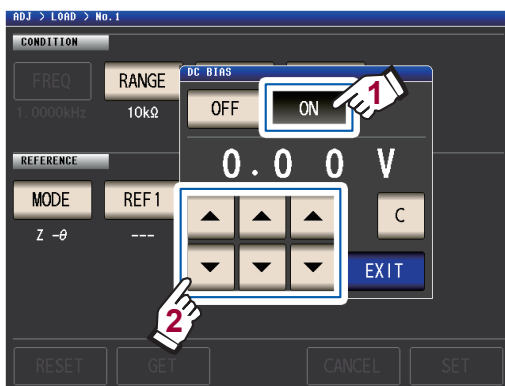 ADJ > LOAD > No.1
CONDITION
FREQ
RANGE
1.0000kHz
10kΩ
DC BIAS
OFF
ON
1
0.00 V
REFERENCE
MODE
REF1
C
Z -θ
---
EXIT
2
RESET
GET
CANCEL
SET